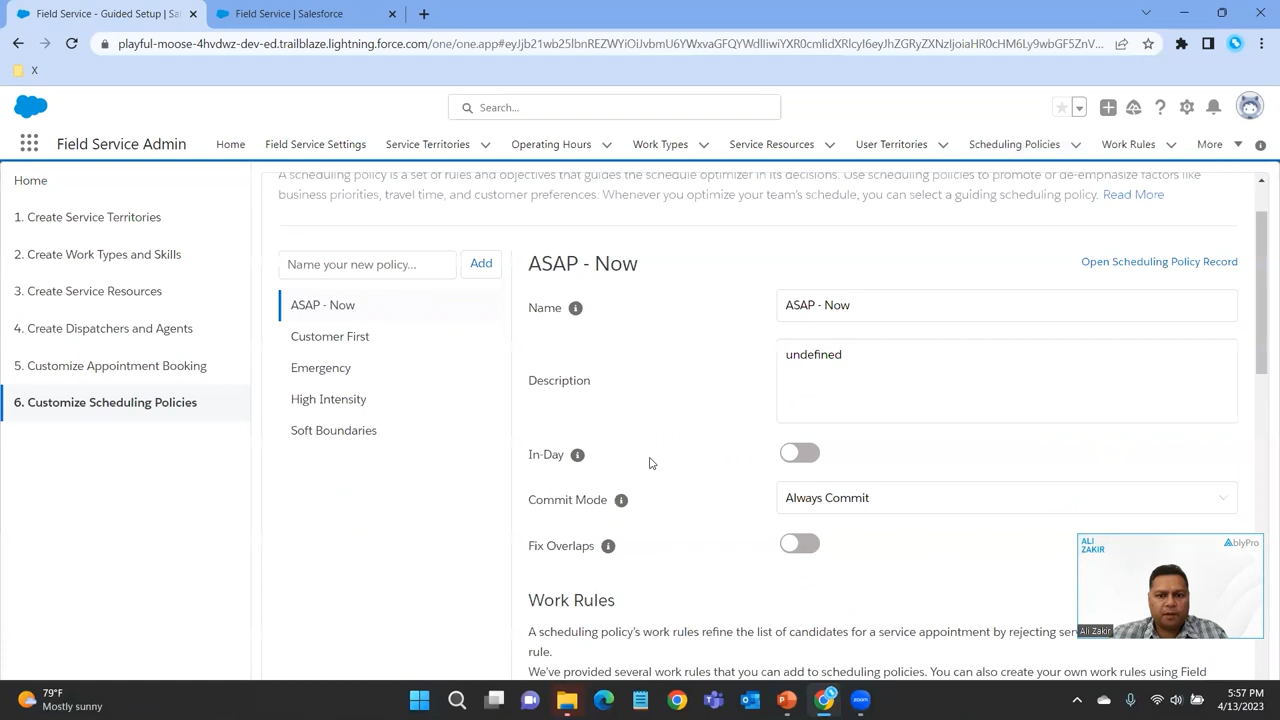 Field Service - Guided Setup | Sal
Field Service | Salesforce
playful-moose-4hvdwz-dev-ed.trailblaze.lightning.force.com
X
Search...
Field Service Admin
Home
Field Service Settings
Service Territories
Operating Hours
Work Types
Service Resources
User Territories
Scheduling Policies
Work Rules
More
Home
1. Create Service Territories
2. Create Work Types and Skills
3. Create Service Resources
4. Create Dispatchers and Agents
5. Customize Appointment Booking
6. Customize Scheduling Policies
A scheduling policy is a set of rules and objectives that guides the schedule optimizer in its decisions. Use scheduling policies to promote or de-emphasize factors like
business priorities, travel time, and customer preferences. Whenever you optimize your team's schedule, you can select a guiding scheduling policy. Read More
Name your new policy...
Add
ASAP - Now
Customer First
Emergency
High Intensity
Soft Boundaries
ASAP - Now
Open Scheduling Policy Record
Name
ASAP - Now
Description
undefined
In-Day
Commit Mode
Always Commit
Fix Overlaps
Work Rules
A scheduling policy's work rules refine the list of candidates for a service appointment by rejecting
rule.
We've provided several work rules that you can add to scheduling policies. You can also create your own work rules using Field
ALI
ZAKIR
AblyPro
Ali Zakir
79°F
Mostly sunny
5:57 PM
4/13/2023